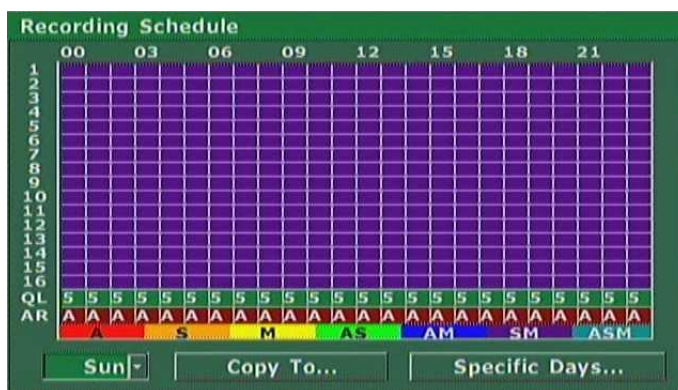 Recording Schedule
00 03 06 09 12 15 18 21
1
2
3
4
5
6
7
8
9
10
11
12
13
14
15
16
QL 5 5 5 5 5 5 5 5 5 5 5 5 5 5 5 5 5 5 5 5 5 5 5 5
AR A A A A A A A A A A A A A A A A A A A A A A A A
A S M AS AM SM ASM
Sun Copy To... Specific Days...